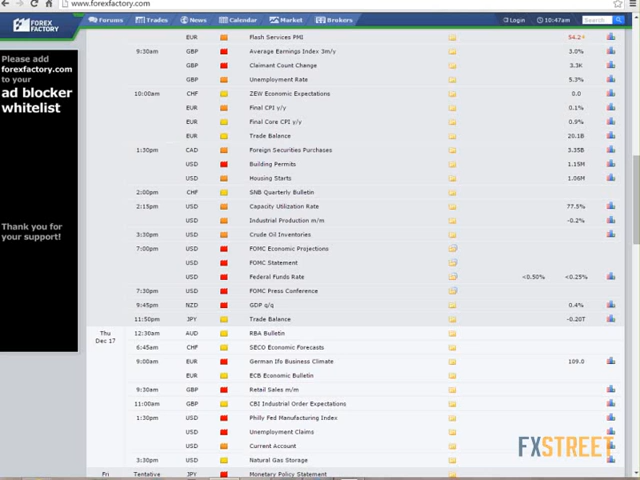 www.forexfactory.com
FOREX FACTORY Forums Trades News Calendar Market Brokers Login 10:47am Search
Please add
forexfactory.com
to your
ad blocker
whitelist
Thank you for
your support!
EUR Flash Services PMI 54.2
9:30am GBP Average Earnings Index 3m/y 3.0%
GBP Claimant Count Change 3.3K
GBP Unemployment Rate 5.3%
10:00am CHF ZEW Economic Expectations 0.0
EUR Final CPI y/y 0.1%
EUR Final Core CPI y/y 0.9%
EUR Trade Balance 20.1B
1:30pm CAD Foreign Securities Purchases 3.35B
USD Building Permits 1.15M
USD Housing Starts 1.06M
2:00pm CHF SNB Quarterly Bulletin
2:15pm USD Capacity Utilization Rate 77.5%
USD Industrial Production m/m -0.2%
3:30pm USD Crude Oil Inventories
7:00pm USD FOMC Economic Projections
USD FOMC Statement
USD Federal Funds Rate <0.50% <0.25%
7:30pm USD FOMC Press Conference
9:45pm NZD GDP q/q 0.4%
11:50pm JPY Trade Balance -0.20T
Thu Dec 17 12:30am AUD RBA Bulletin
6:45am CHF SECO Economic Forecasts
9:00am EUR German Ifo Business Climate 109.0
EUR ECB Economic Bulletin
9:30am GBP Retail Sales m/m
11:00am GBP CBI Industrial Order Expectations
1:30pm USD Philly Fed Manufacturing Index
USD Unemployment Claims
USD Current Account
3:30pm USD Natural Gas Storage
Fri Tentative JPY Monetary Policy Statement
FXSTREET